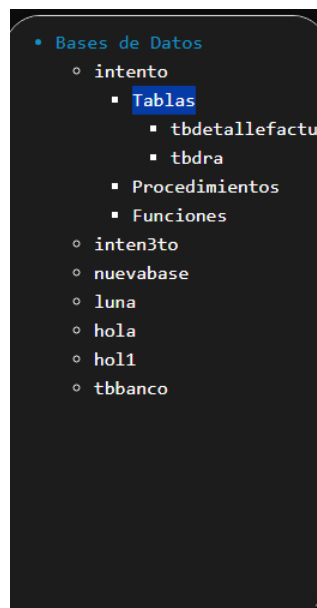 Bases de Datos
intento
Tablas
tbdetallefactu
tbdra
Procedimientos
Funciones
inten3to
nuevabase
luna
hola
hol1
tbbanco